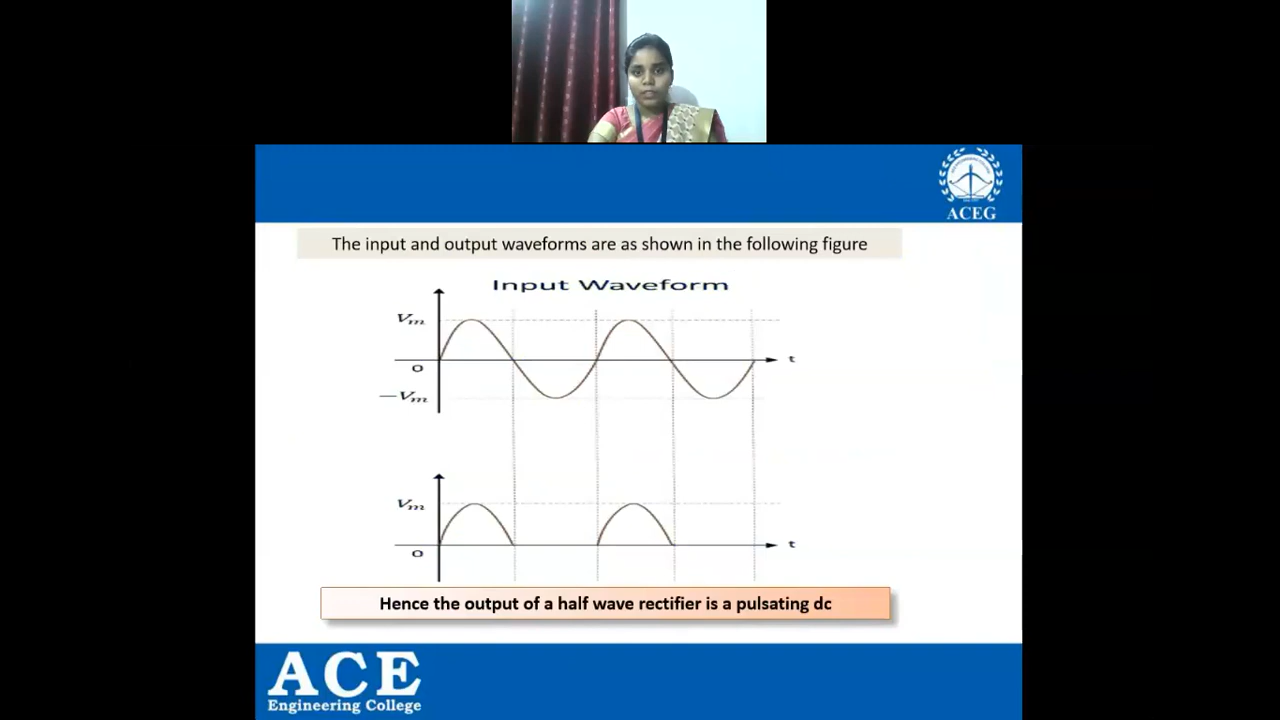 ACEG
The input and output waveforms are as shown in the following figure
Input Waveform
Vm
t
0
−Vm
Vm
t
0
Hence the output of a half wave rectifier is a pulsating dc
ACE
Engineering College